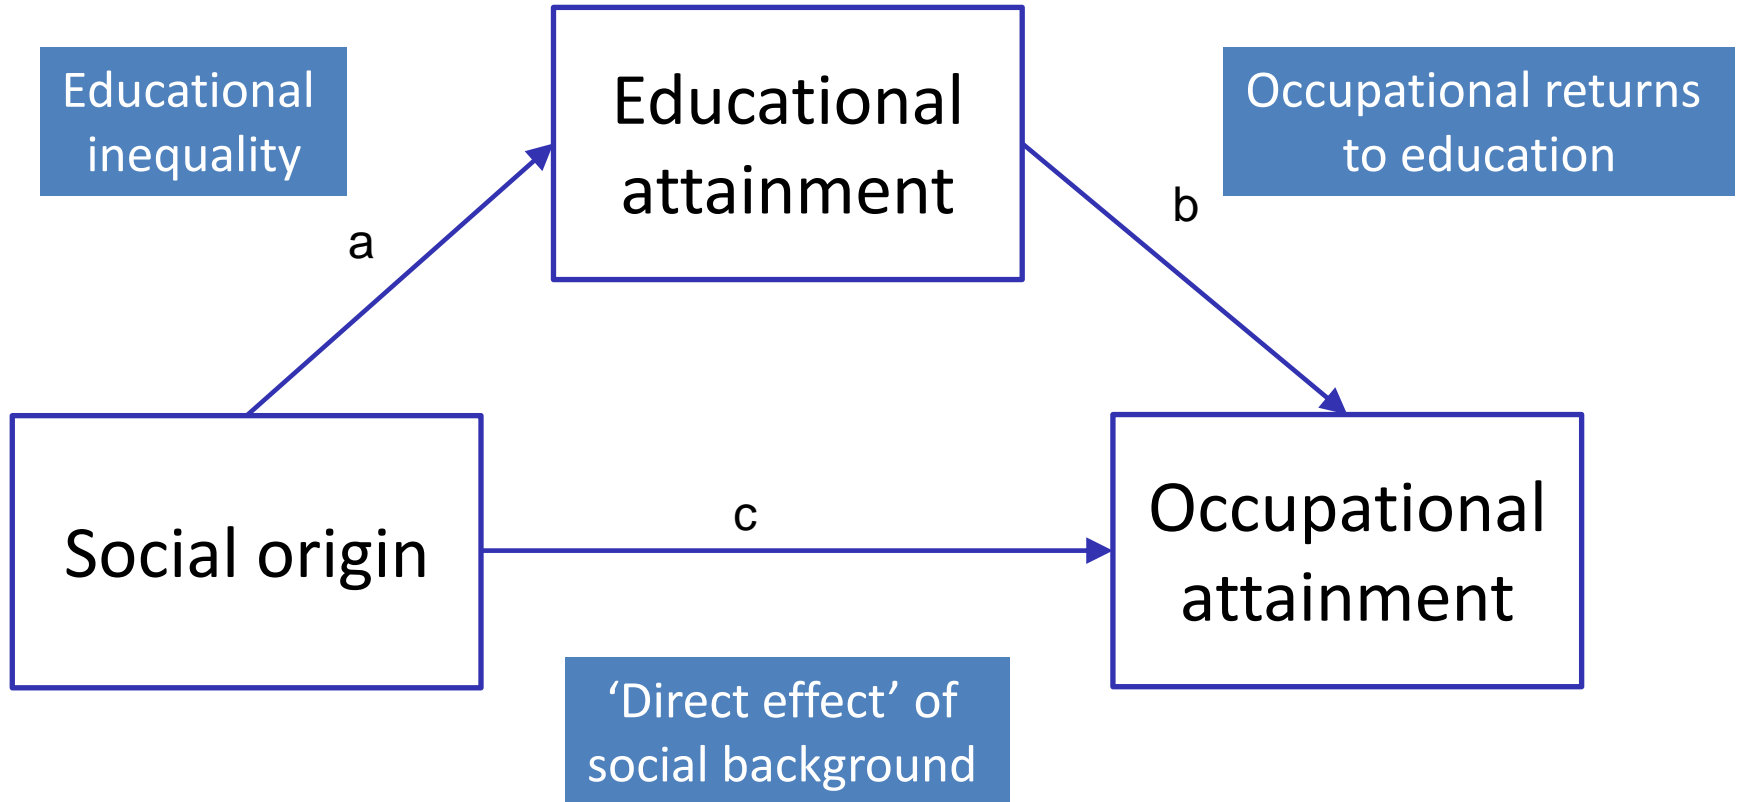 Educational
inequality
Educational
attainment
Occupational returns
to education
a
b
Social origin
c
Occupational
attainment
‘Direct effect’ of
social background